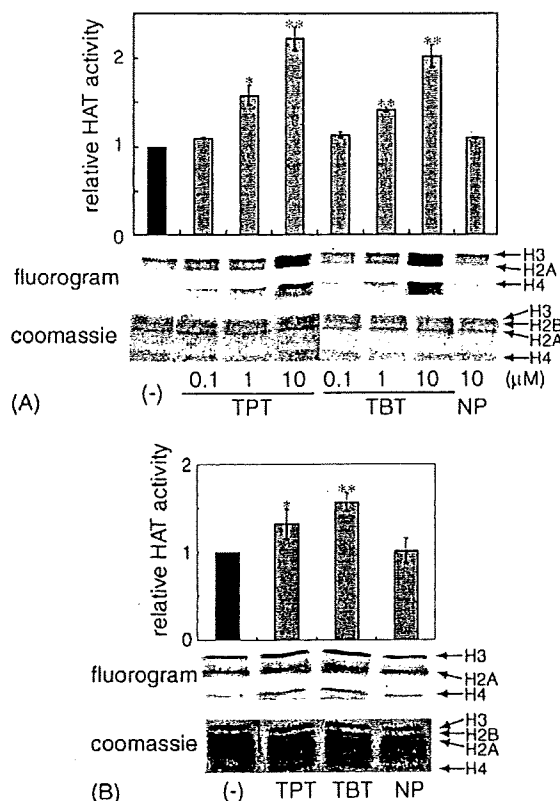 relative HAT activity
2
1
0
* ** ** **
fluorogram
H3
H2A
H4
coomassie
H3
H2B
H2A
H4
(-) 0.1 1 10 0.1 1 10 10 (μM)
TPT TBT NP
(A)
relative HAT activity
2
1
0
* **
fluorogram
H3
H2A
H4
coomassie
H3
H2B
H2A
H4
(B) (-) TPT TBT NP